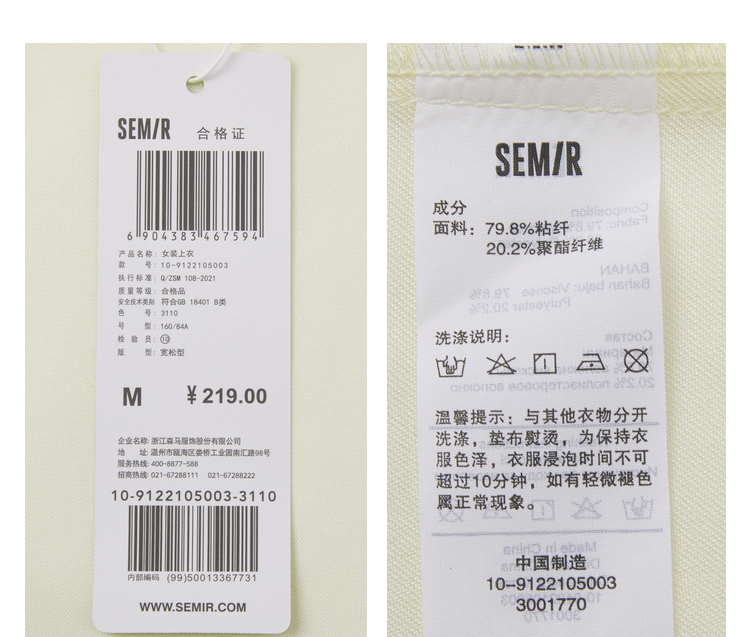 SEMIR 合格证
6 904383 467594
产品名称: 女装上衣
款 号: 10-9122105003
执行标准: Q/ZSM 108-2021
质量等级: 合格品
安全技术类别: 符合GB 18401 B类
色 号: 3110
号 型: 160/84A
检 验 员: ⑩
版 型: 宽松型
M ¥219.00
企业名称: 浙江森马服饰股份有限公司
地 址: 温州市瓯海区娄桥工业园南汇路98号
服务热线: 400-8877-588
招商热线: 021-67288111 021-67288222
10-9122105003-3110
内部编码 (99)50013367731
WWW.SEMIR.COM
SEMIR
成分
面料: 79.8%粘纤
20.2%聚酯纤维
洗涤说明:
温馨提示: 与其他衣物分开
洗涤, 垫布熨烫, 为保持衣
服色泽, 衣服浸泡时间不可
超过10分钟, 如有轻微褪色
属正常现象。
中国制造
10-9122105003
3001770